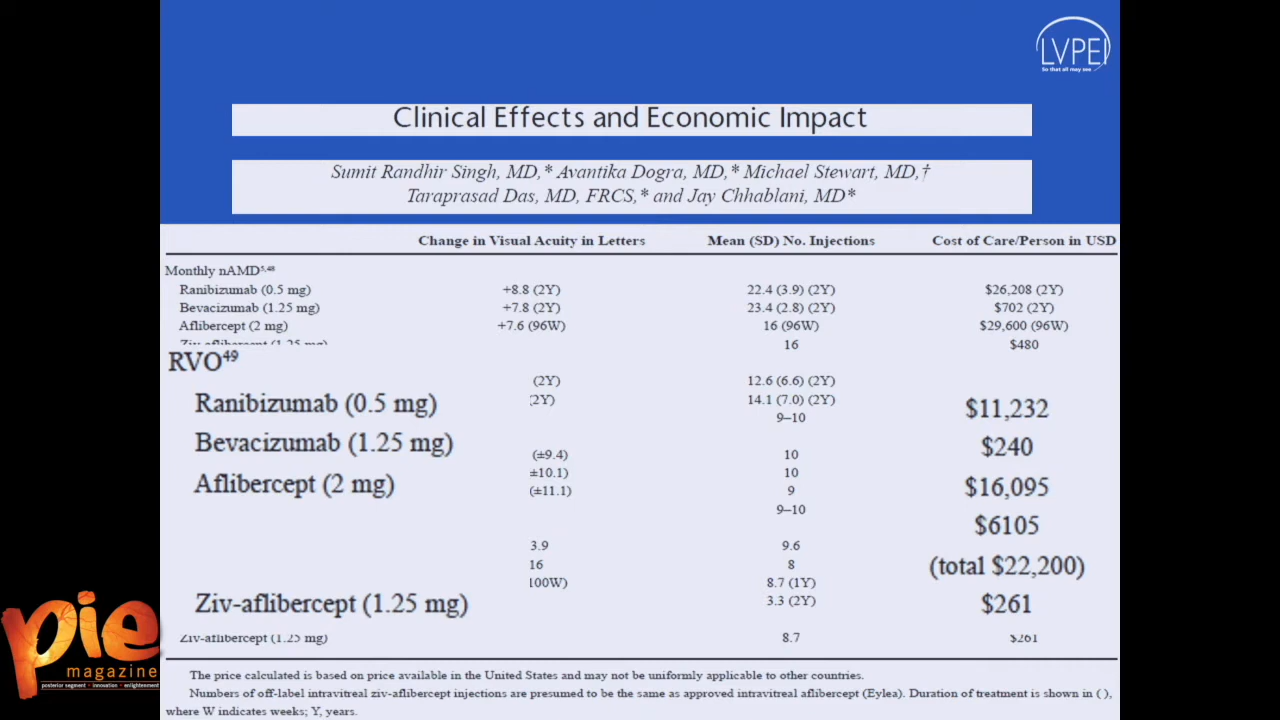 LVPEI
So that all may see
Clinical Effects and Economic Impact
Sumit Randhir Singh, MD,* Avantika Dogra, MD,* Michael Stewart, MD,†
Taraprasad Das, MD, FRCS,* and Jay Chhablani, MD*
Change in Visual Acuity in Letters Mean (SD) No. Injections Cost of Care/Person in USD
Monthly nAMD5,48
Ranibizumab (0.5 mg) +8.8 (2Y) 22.4 (3.9) (2Y) $26,208 (2Y)
Bevacizumab (1.25 mg) +7.8 (2Y) 23.4 (2.8) (2Y) $702 (2Y)
Aflibercept (2 mg) +7.6 (96W) 16 (96W) $29,600 (96W)
Ziv-aflibercept (1.25 mg) 16 $480
RVO49
(2Y) 12.6 (6.6) (2Y)
Ranibizumab (0.5 mg) 2Y) 14.1 (7.0) (2Y) $11,232
9–10
Bevacizumab (1.25 mg) (±9.4) 10 $240
±10.1) 10
Aflibercept (2 mg) (±11.1) 9 $16,095
9–10 $6105
3.9 9.6
16 8 (total $22,200)
100W) 8.7 (1Y)
Ziv-aflibercept (1.25 mg) 3.3 (2Y) $261
Ziv-aflibercept (1.25 mg) 8.7 $261
The price calculated is based on price available in the United States and may not be uniformly applicable to other countries.
Numbers of off-label intravitreal ziv-aflibercept injections are presumed to be the same as approved intravitreal aflibercept (Eylea). Duration of treatment is shown in ( ),
where W indicates weeks; Y, years.
pie
magazine
posterior segment • innovation • enlightenment